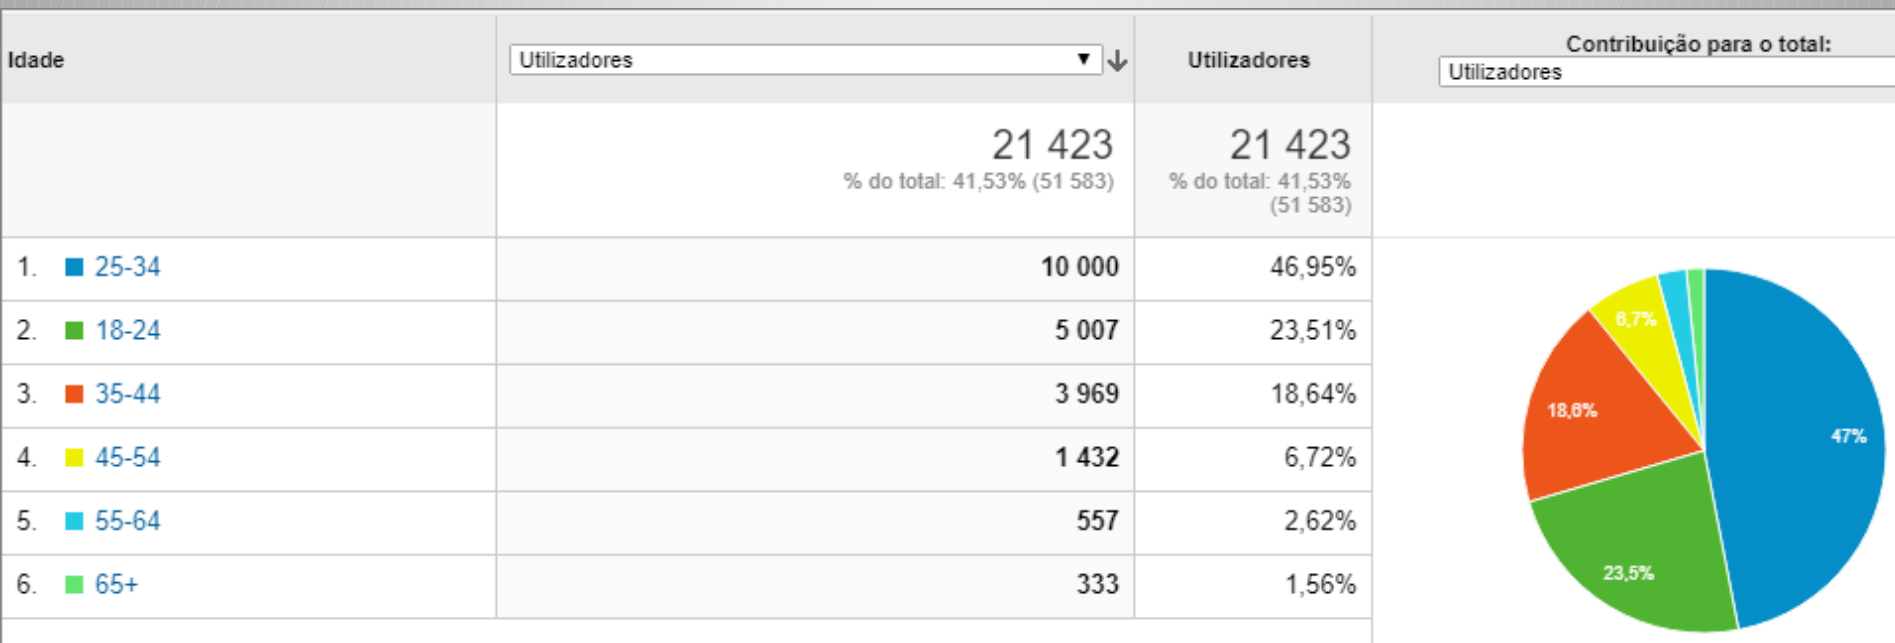 Idade
Utilizadores
Utilizadores
Contribuição para o total:
Utilizadores
21 423
% do total: 41,53% (51 583)
21 423
% do total: 41,53%
(51 583)
1. 25-34 10 000 46,95%
2. 18-24 5 007 23,51%
3. 35-44 3 969 18,64%
4. 45-54 1 432 6,72%
5. 55-64 557 2,62%
6. 65+ 333 1,56%
6,7%
18,6%
47%
23,5%